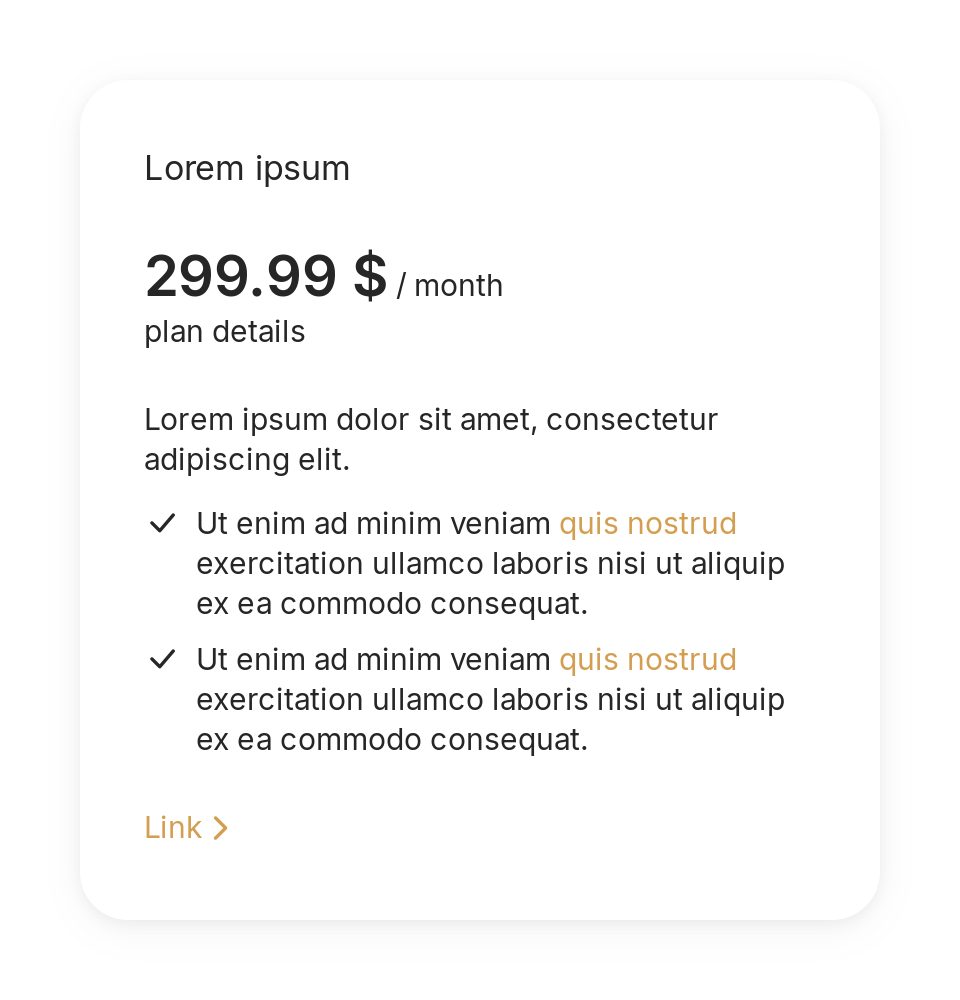 Lorem ipsum
299.99 $ / month
plan details
Lorem ipsum dolor sit amet, consectetur
adipiscing elit.
Ut enim ad minim veniam quis nostrud
exercitation ullamco laboris nisi ut aliquip
ex ea commodo consequat.
Ut enim ad minim veniam quis nostrud
exercitation ullamco laboris nisi ut aliquip
ex ea commodo consequat.
Link